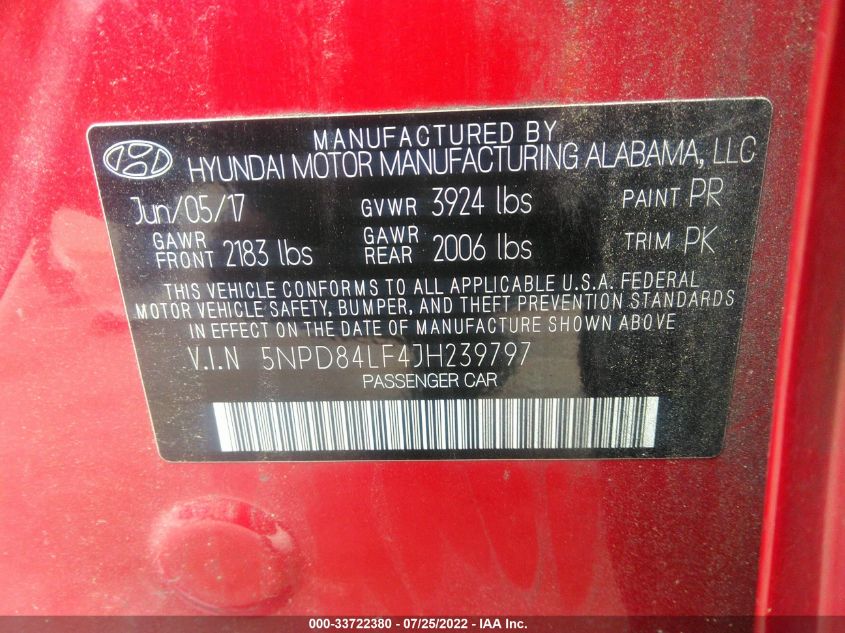 MANUFACTURED BY
HYUNDAI MOTOR MANUFACTURING ALABAMA, LLC
Jun/05/17 GVWR 3924 lbs PAINT PR
GAWR FRONT 2183 lbs GAWR REAR 2006 lbs TRIM PK
THIS VEHICLE CONFORMS TO ALL APPLICABLE U.S.A. FEDERAL
MOTOR VEHICLE SAFETY, BUMPER, AND THEFT PREVENTION STANDARDS
IN EFFECT ON THE DATE OF MANUFACTURE SHOWN ABOVE
V.I.N 5NPD84LF4JH239797
PASSENGER CAR
000-33722380 - 07/25/2022 - IAA Inc.